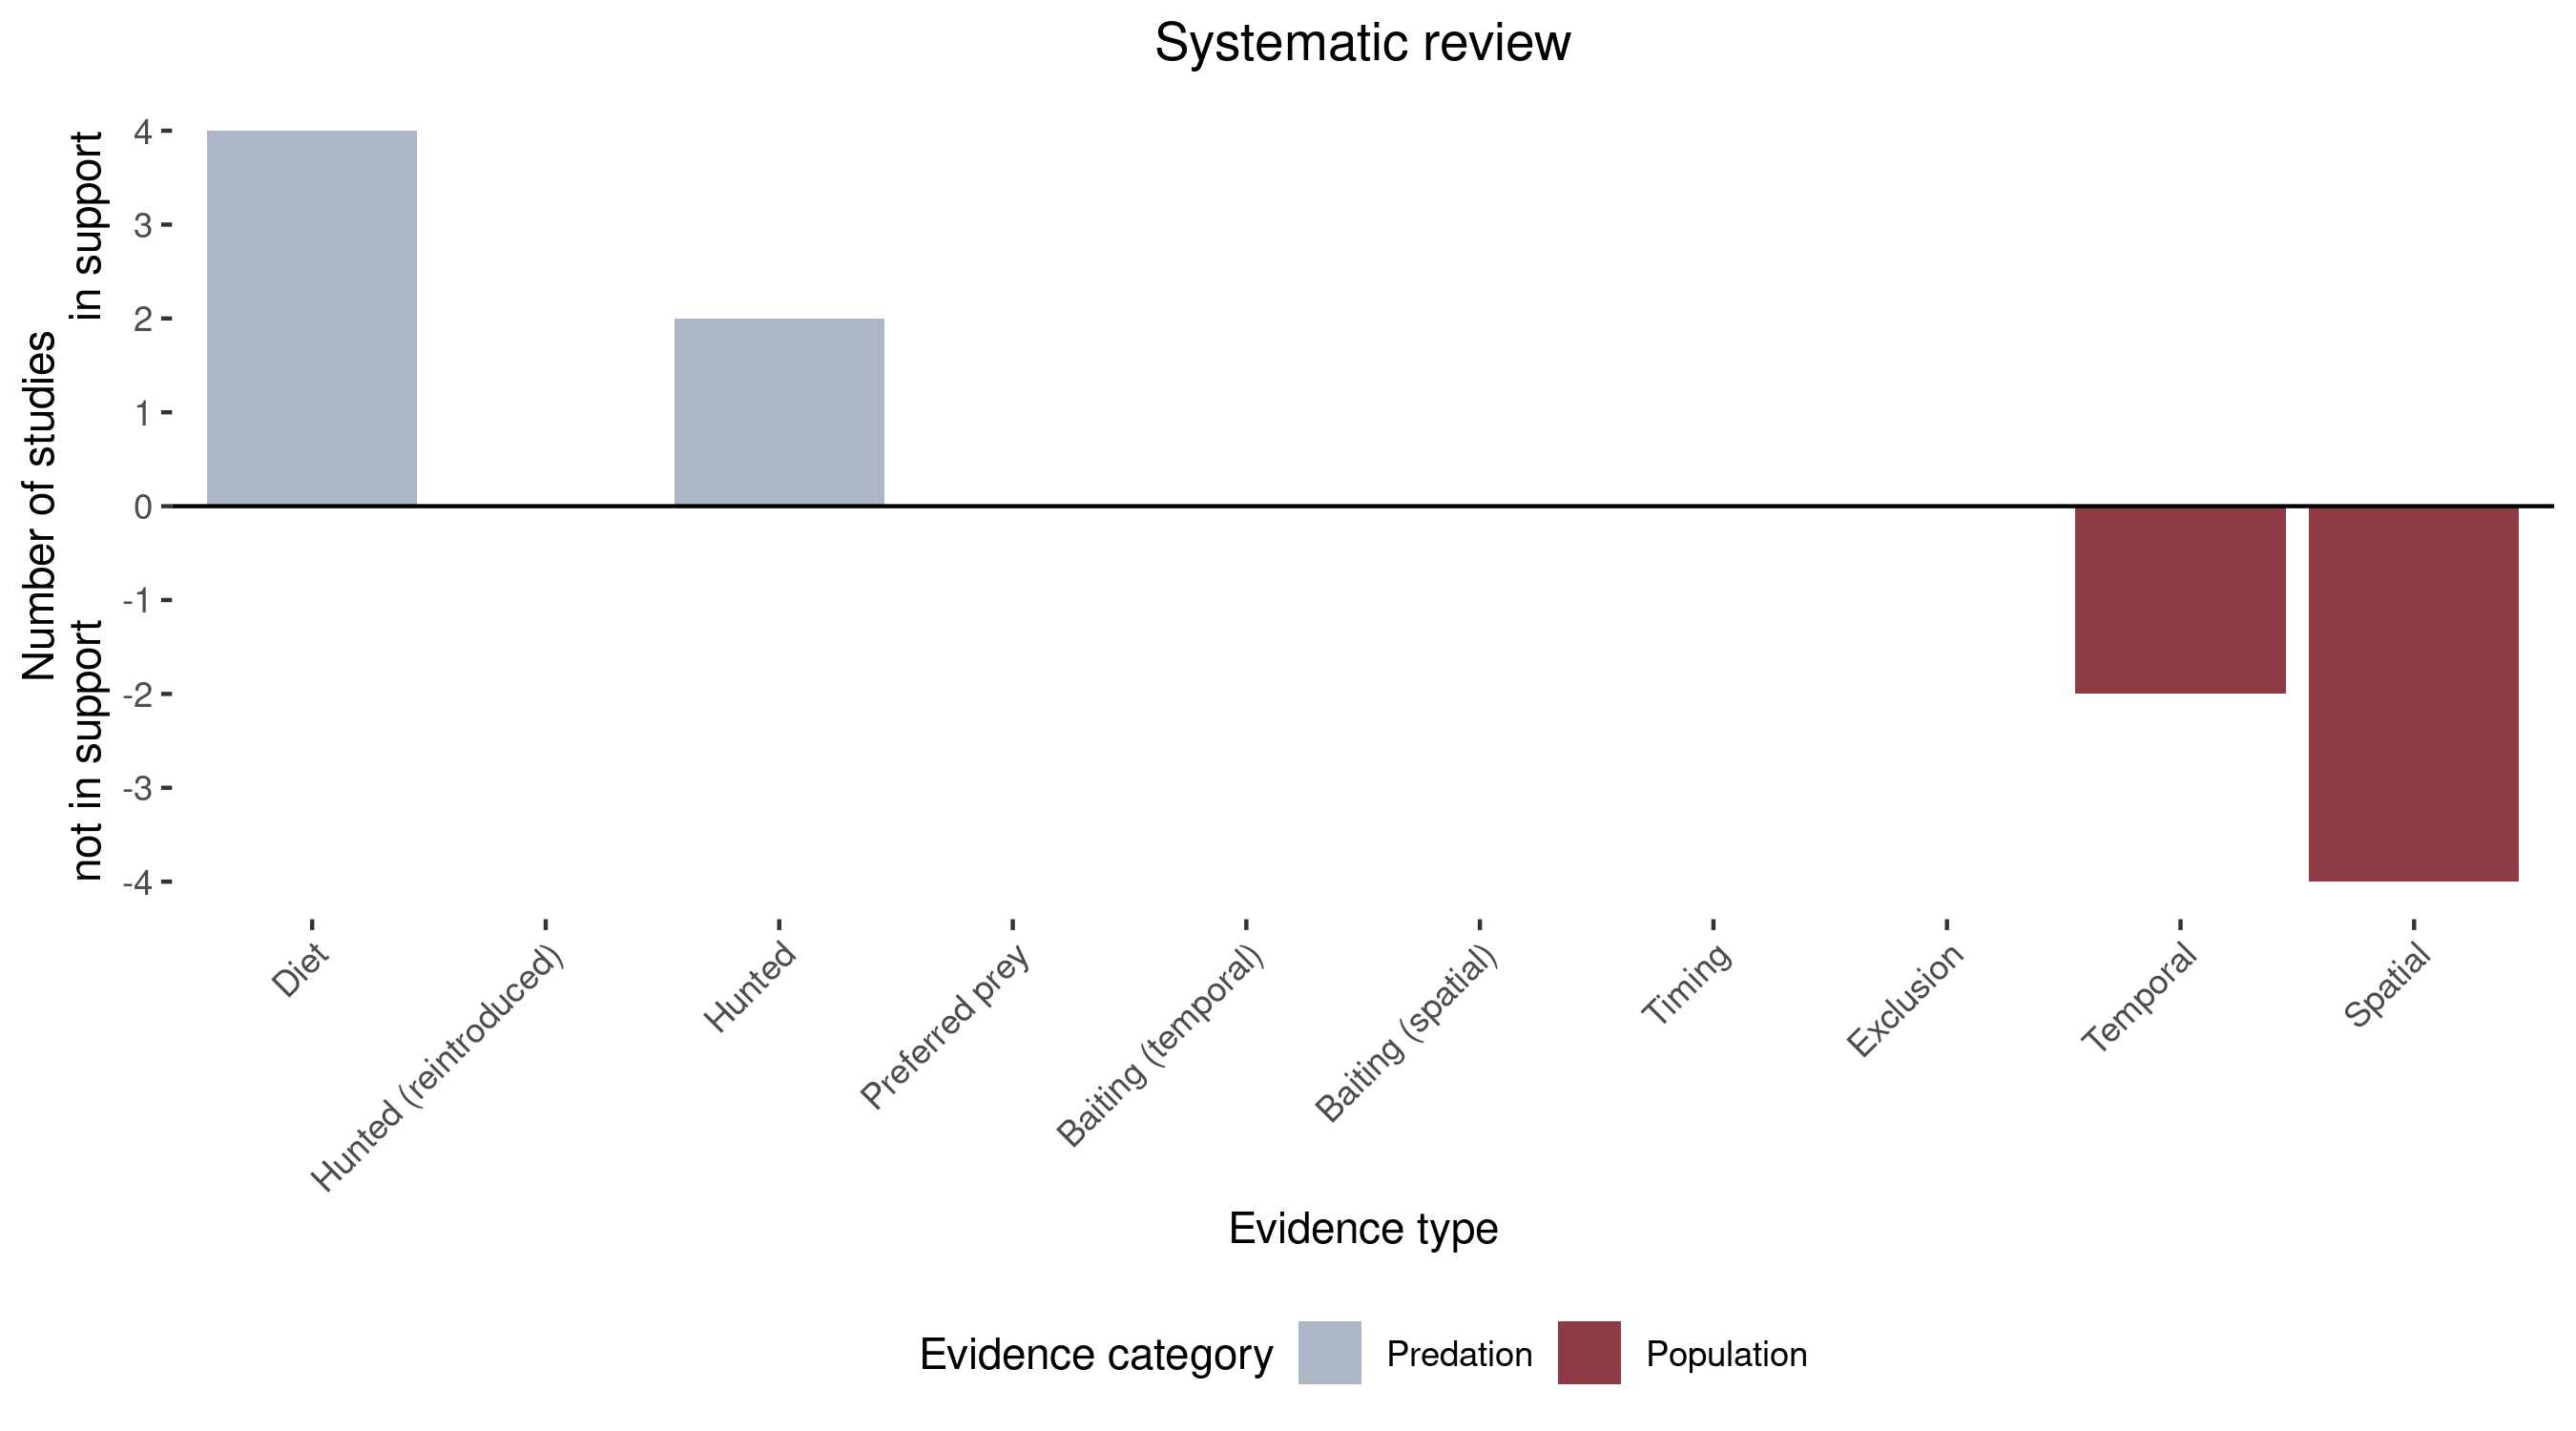 Systematic review
Number of studies
not in support in support
4
3
2
1
0
-1
-2
-3
-4
Diet
Hunted (reintroduced)
Hunted
Preferred prey
Baiting (temporal)
Baiting (spatial)
Timing
Exclusion
Temporal
Spatial
Evidence type
Evidence category Predation Population